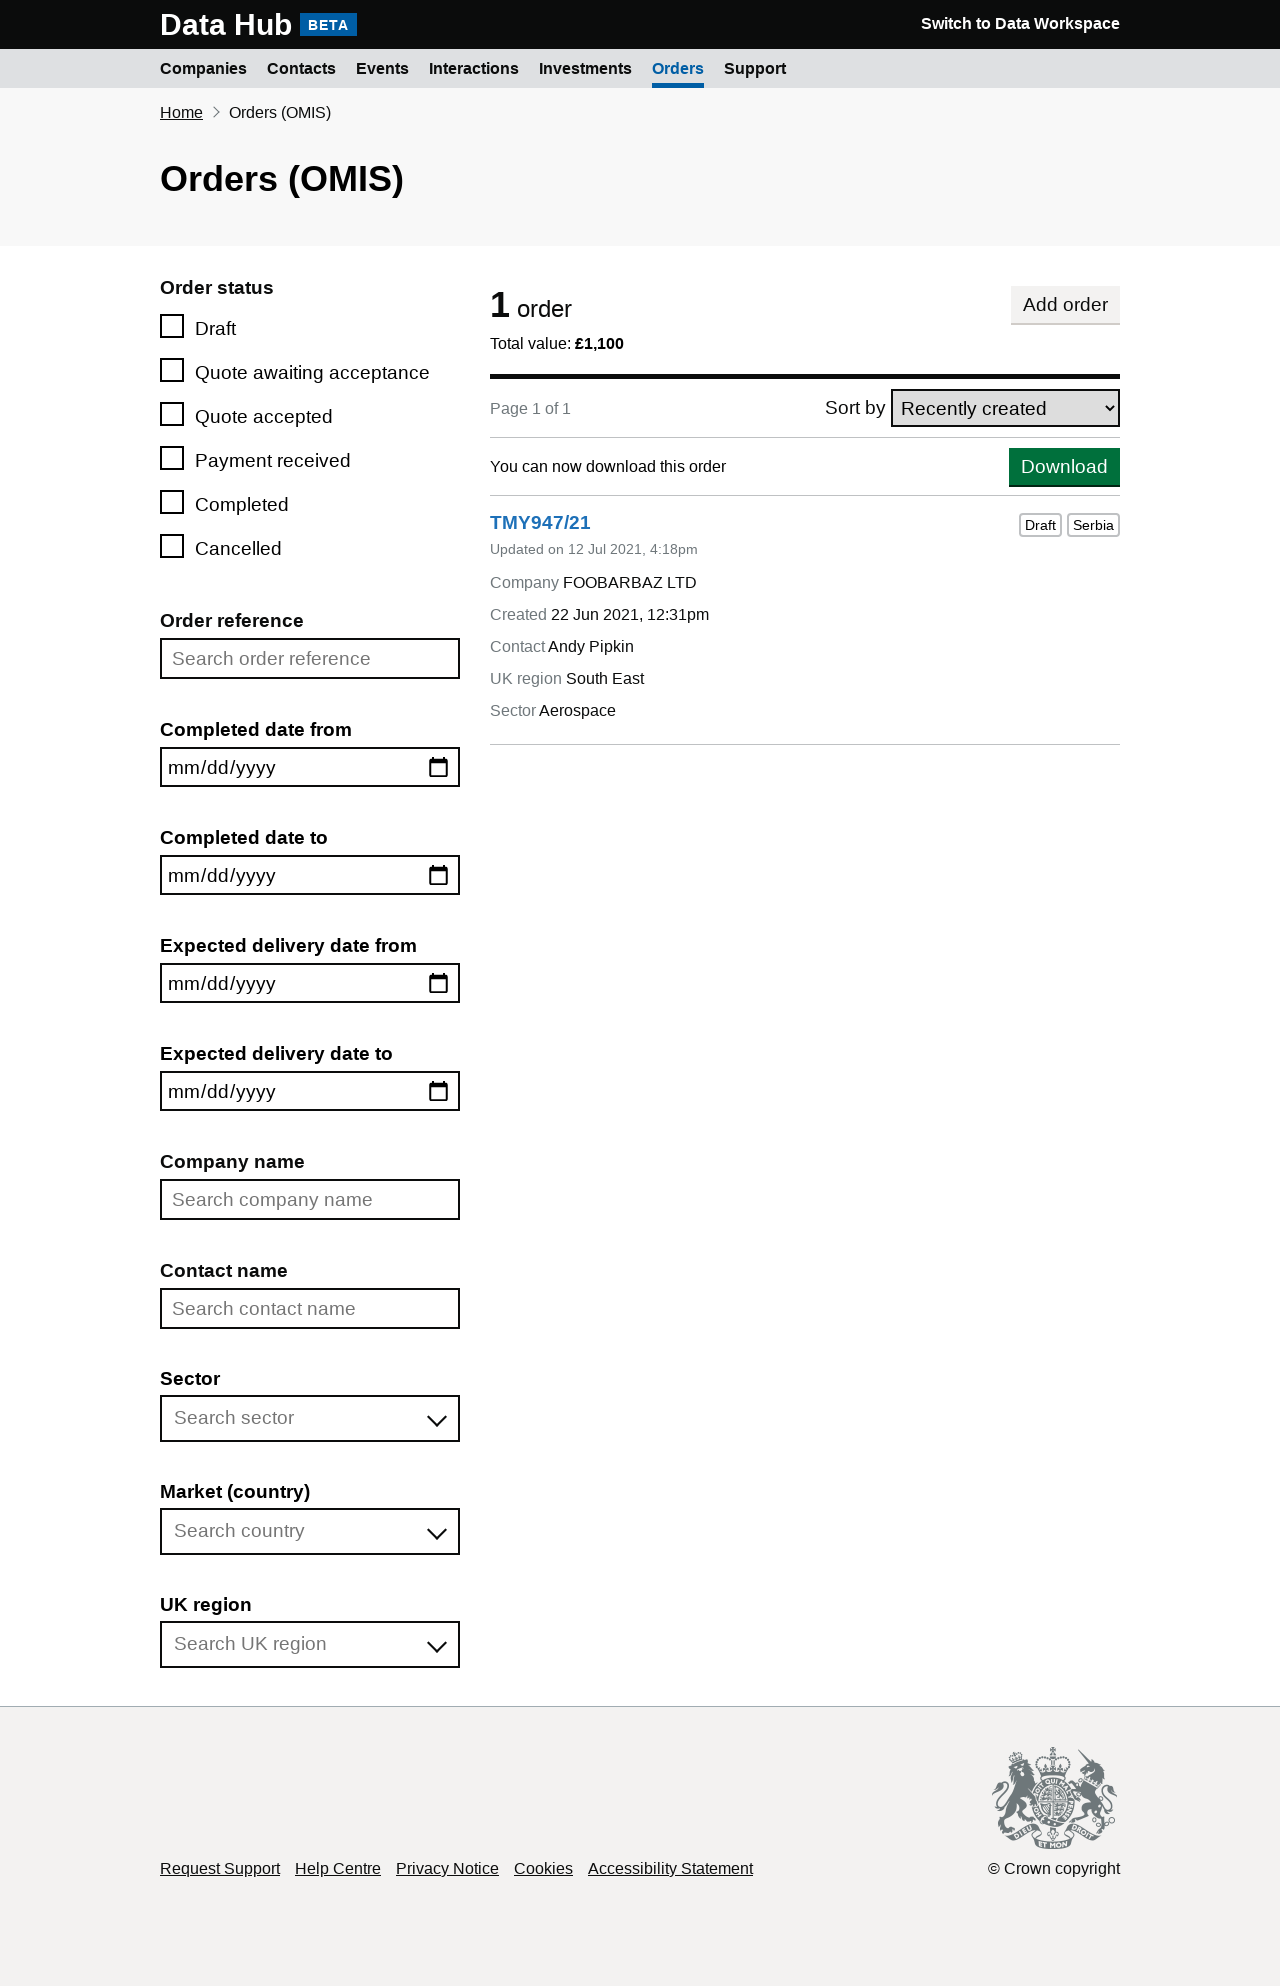 Data Hub BETA
Switch to Data Workspace
Companies Contacts Events Interactions Investments Orders Support
Home Orders (OMIS)
Orders (OMIS)
Order status
Draft
Quote awaiting acceptance
Quote accepted
Payment received
Completed
Cancelled
Order reference
Search order reference
Completed date from
mm/dd/yyyy
Completed date to
mm/dd/yyyy
Expected delivery date from
mm/dd/yyyy
Expected delivery date to
mm/dd/yyyy
Company name
Search company name
Contact name
Search contact name
Sector
Search sector
Market (country)
Search country
UK region
Search UK region
1 order
Add order
Total value: £1,100
Page 1 of 1
Sort by Recently created
You can now download this order
Download
TMY947/21
Draft Serbia
Updated on 12 Jul 2021, 4:18pm
Company FOOBARBAZ LTD
Created 22 Jun 2021, 12:31pm
Contact Andy Pipkin
UK region South East
Sector Aerospace
Request Support Help Centre Privacy Notice Cookies Accessibility Statement
© Crown copyright